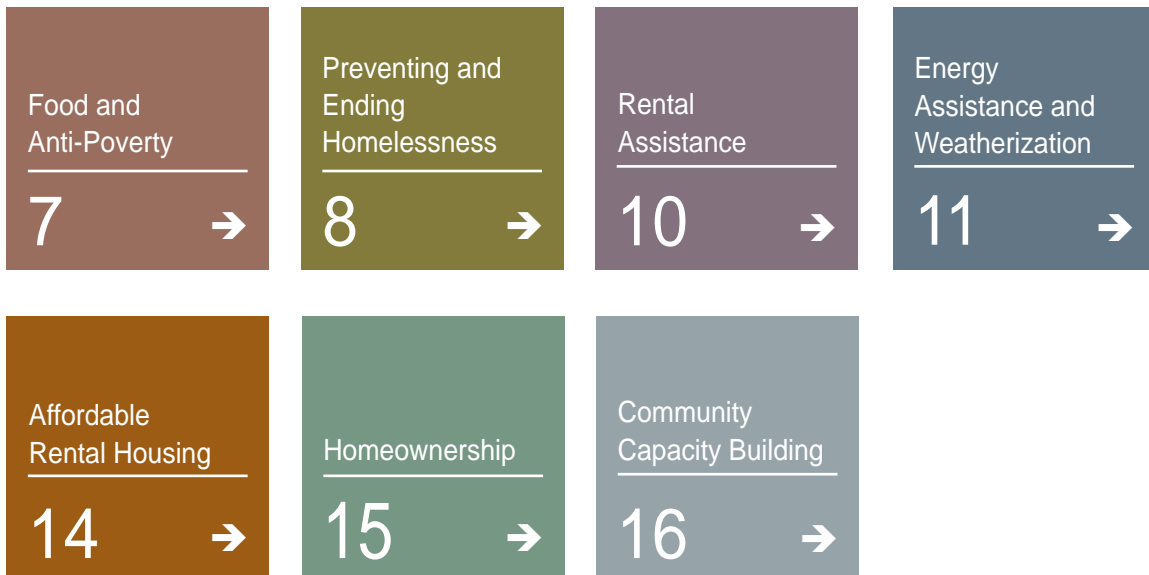 Food and
Anti-Poverty
7
Preventing and
Ending
Homelessness
8
Rental
Assistance
10
Energy
Assistance and
Weatherization
11
Affordable
Rental Housing
14
Homeownership
15
Community
Capacity Building
16